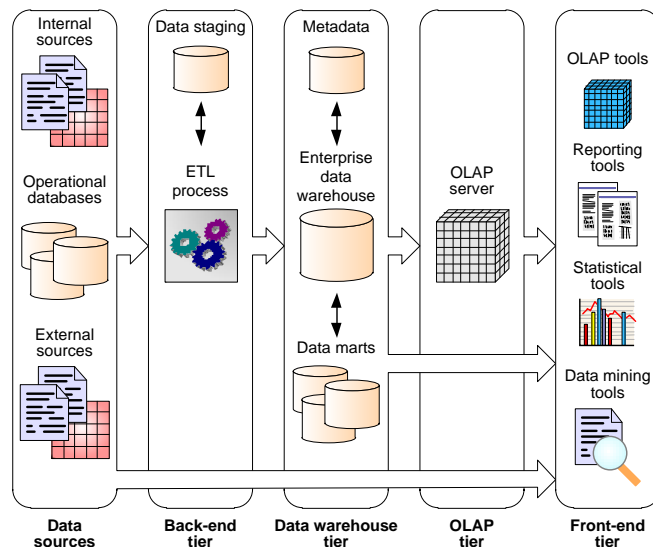 Internal
sources
Operational
databases
External
sources
Data staging
ETL
process
Metadata
Enterprise
data
warehouse
Data marts
OLAP
server
OLAP tools
Reporting
tools
Statistical
tools
Data mining
tools
Data
sources
Back-end
tier
Data warehouse
tier
OLAP
tier
Front-end
tier